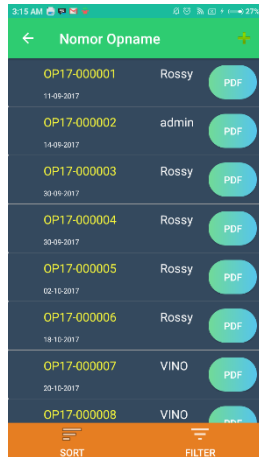 3:15 AM 27%
Nomor Opname
OP17-000001 Rossy PDF
11-09-2017
OP17-000002 admin PDF
14-09-2017
OP17-000003 Rossy PDF
30-09-2017
OP17-000004 Rossy PDF
30-09-2017
OP17-000005 Rossy PDF
02-10-2017
OP17-000006 Rossy PDF
18-10-2017
OP17-000007 VINO PDF
20-10-2017
OP17-000008 VINO PDF
SORT FILTER